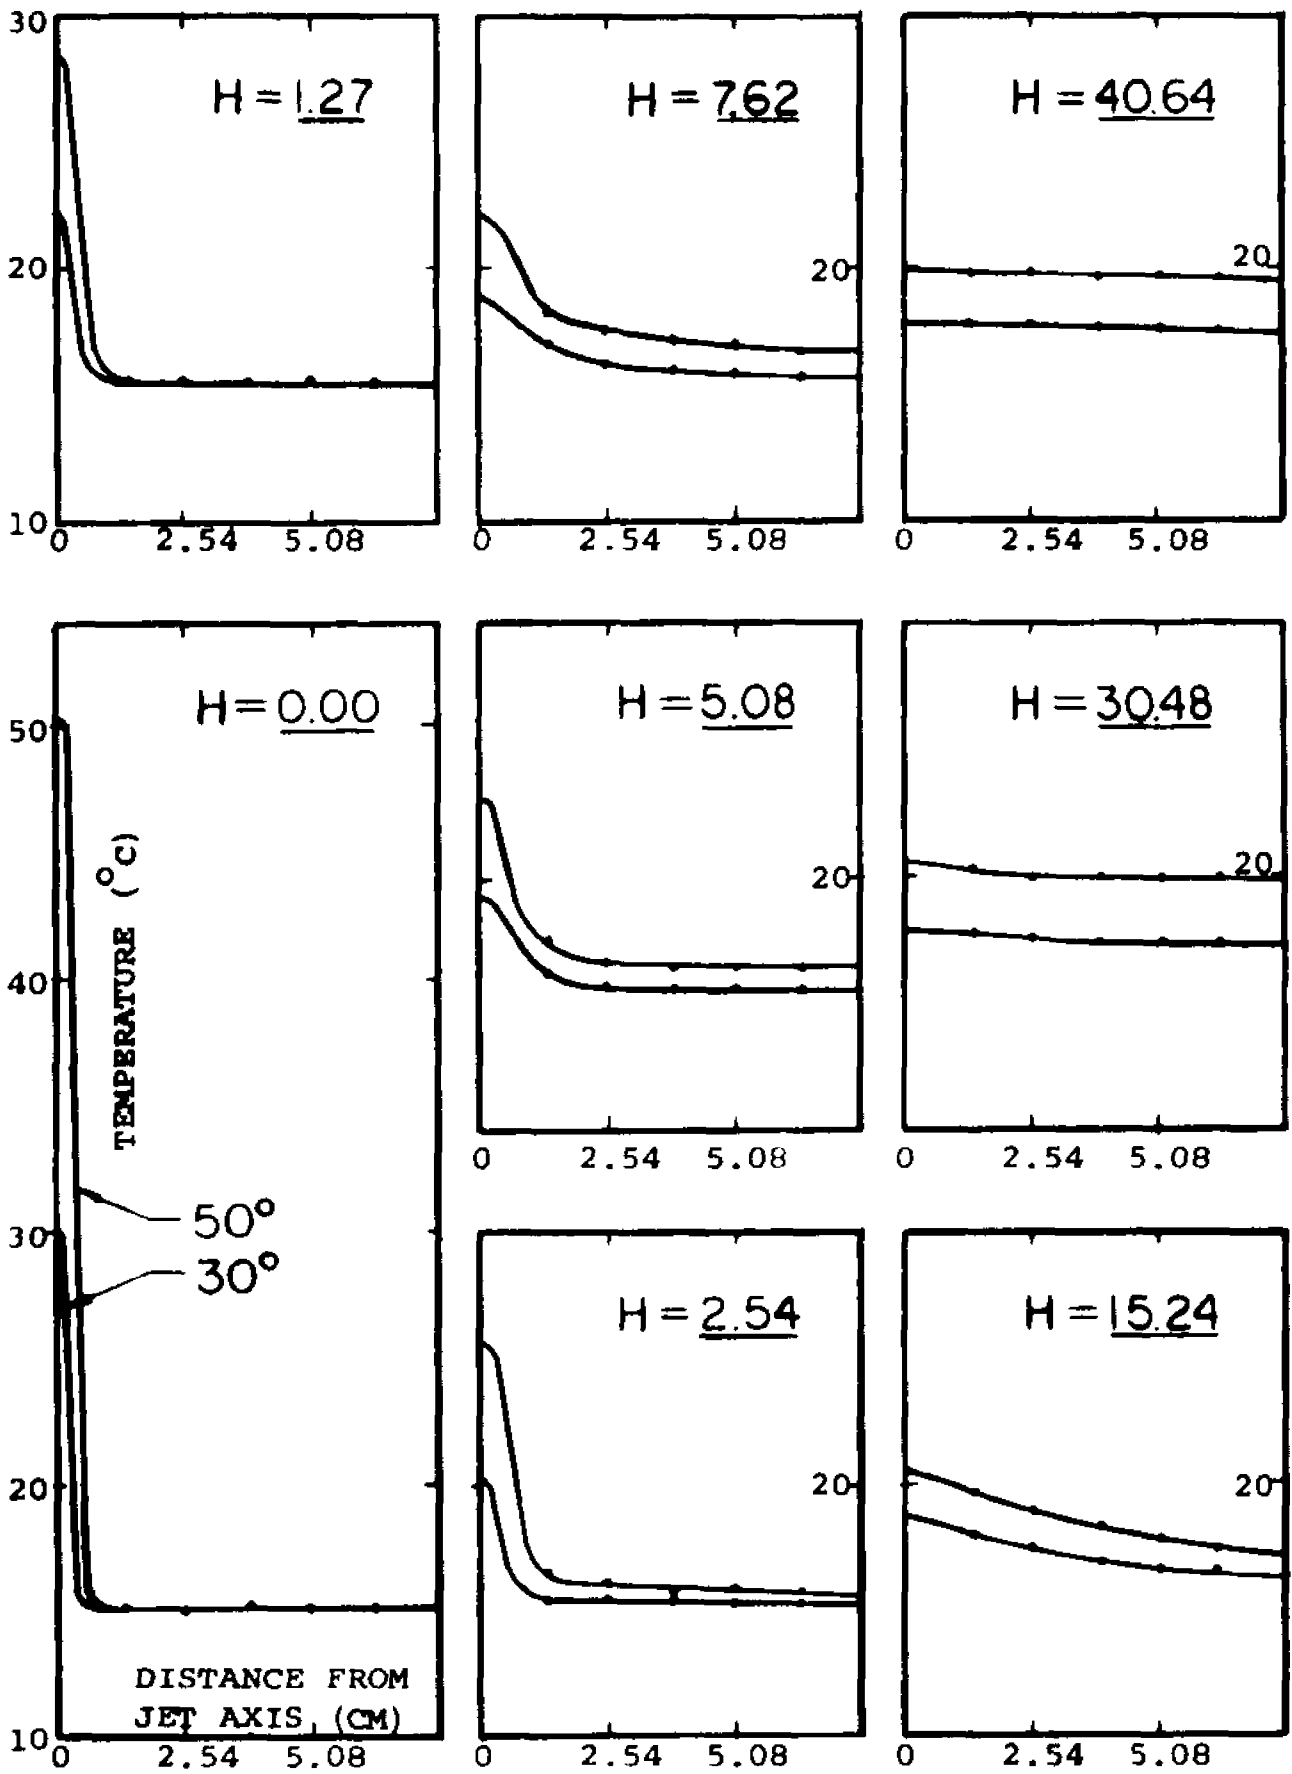 30
20
10
H = 1.27
0 2.54 5.08
H = 7.62
20
0 2.54 5.08
H = 40.64
20
0 2.54 5.08
H = 0.00
50
40
30
20
10
TEMPERATURE (°C)
50°
30°
DISTANCE FROM
JET AXIS (CM)
0 2.54 5.08
H = 5.08
20
0 2.54 5.08
H = 30.48
20
0 2.54 5.08
H = 2.54
20
0 2.54 5.08
H = 15.24
20
0 2.54 5.08